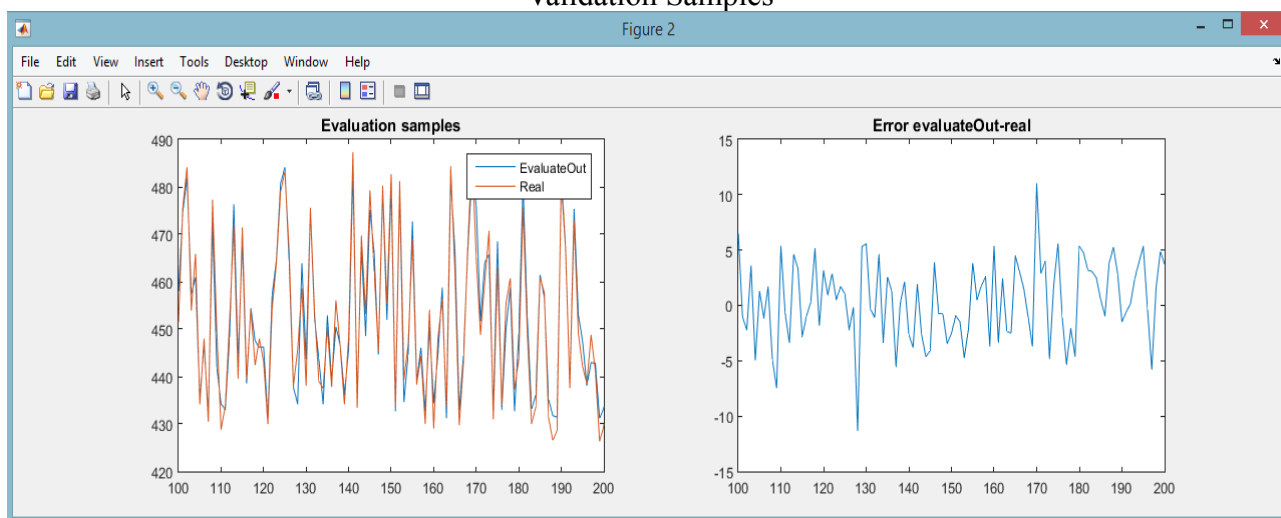 Validation Samples
Figure 2
File Edit View Insert Tools Desktop Window Help
Evaluation samples
490
480
470
460
450
440
430
420
100 110 120 130 140 150 160 170 180 190 200
EvaluateOut
Real
Error evaluateOut-real
15
10
5
0
-5
-10
-15
100 110 120 130 140 150 160 170 180 190 200